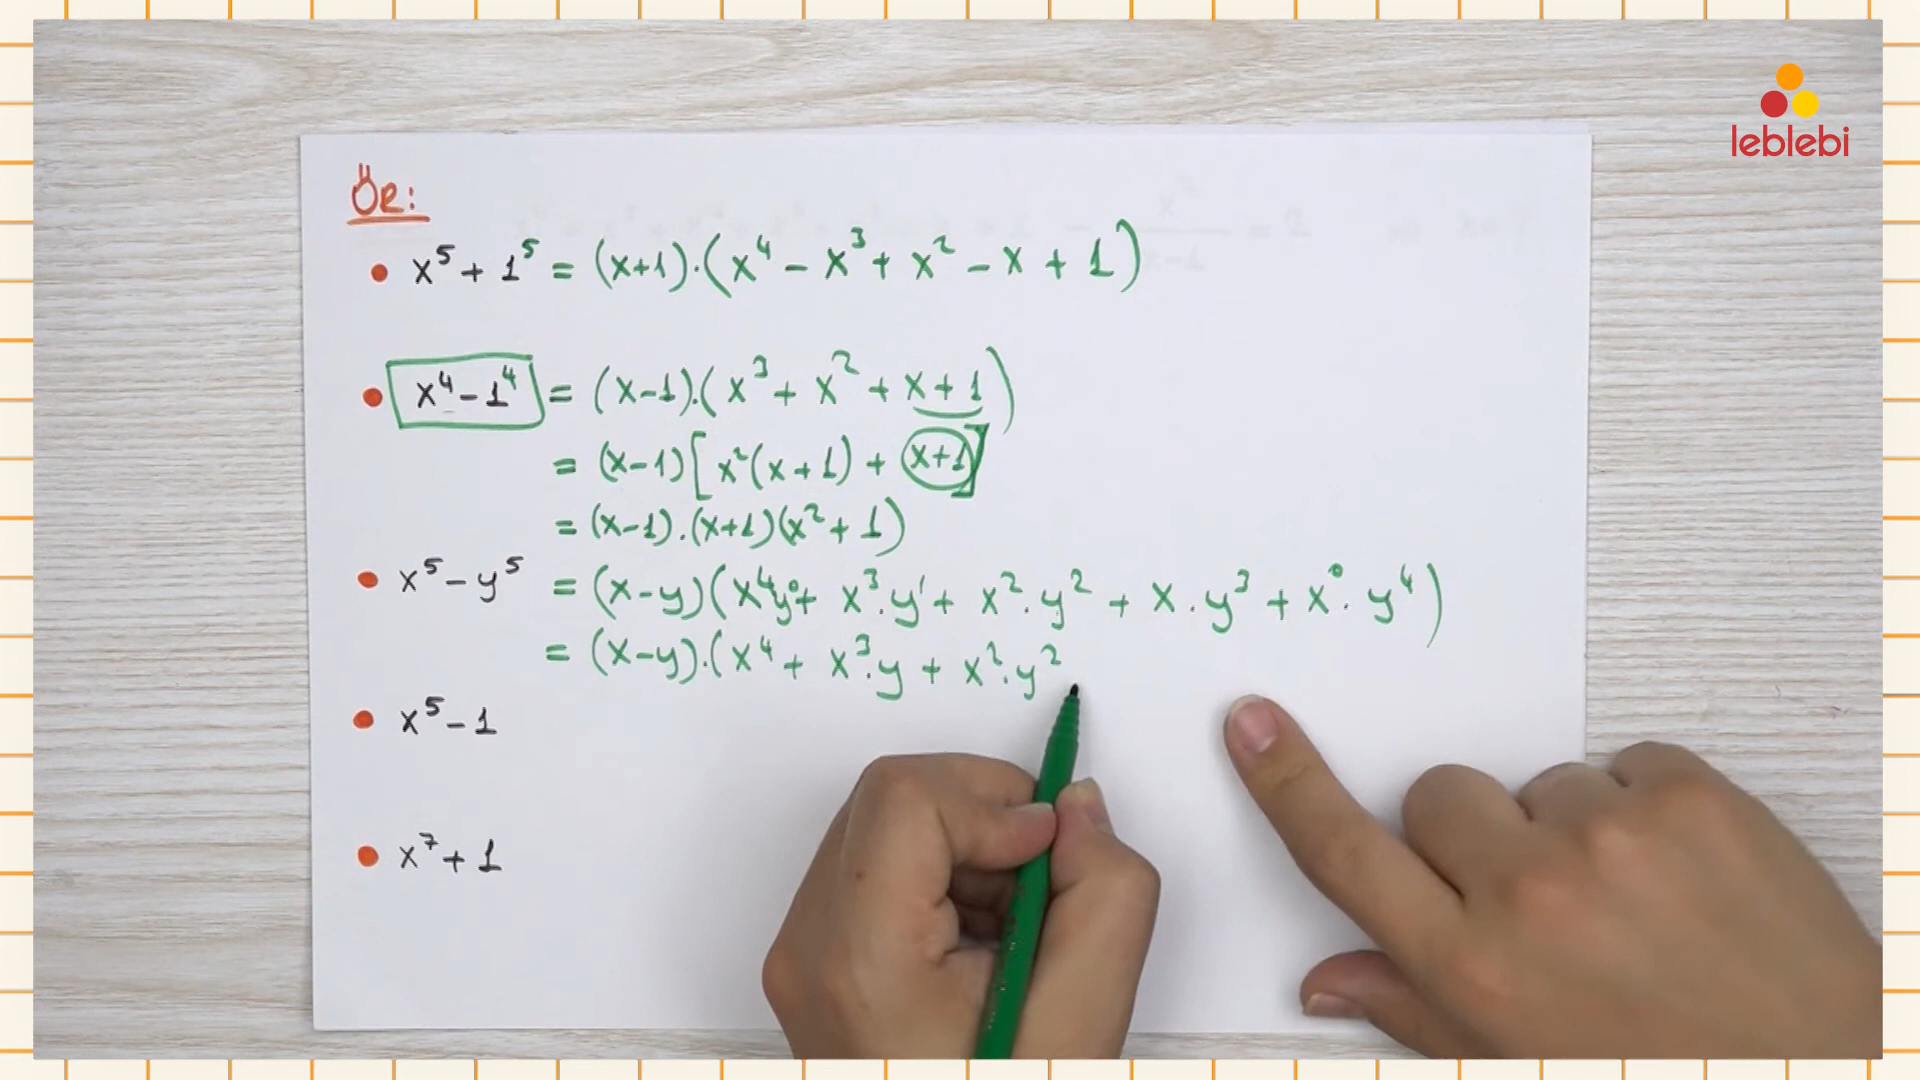 leblebi
Ör:
• x⁵ + 1⁵ = (x+1).(x⁴ - x³ + x² - x + 1)
• x⁴ - 1⁴ = (x-1).(x³ + x² + x + 1)
= (x-1)[x²(x+1) + (x+1)]
= (x-1).(x+1)(x²+1)
• x⁵ - y⁵ = (x-y)(x⁴y⁰ + x³.y¹ + x².y² + x.y³ + x⁰.y⁴)
= (x-y).(x⁴ + x³.y + x².y²
• x⁵ - 1
• x⁷ + 1